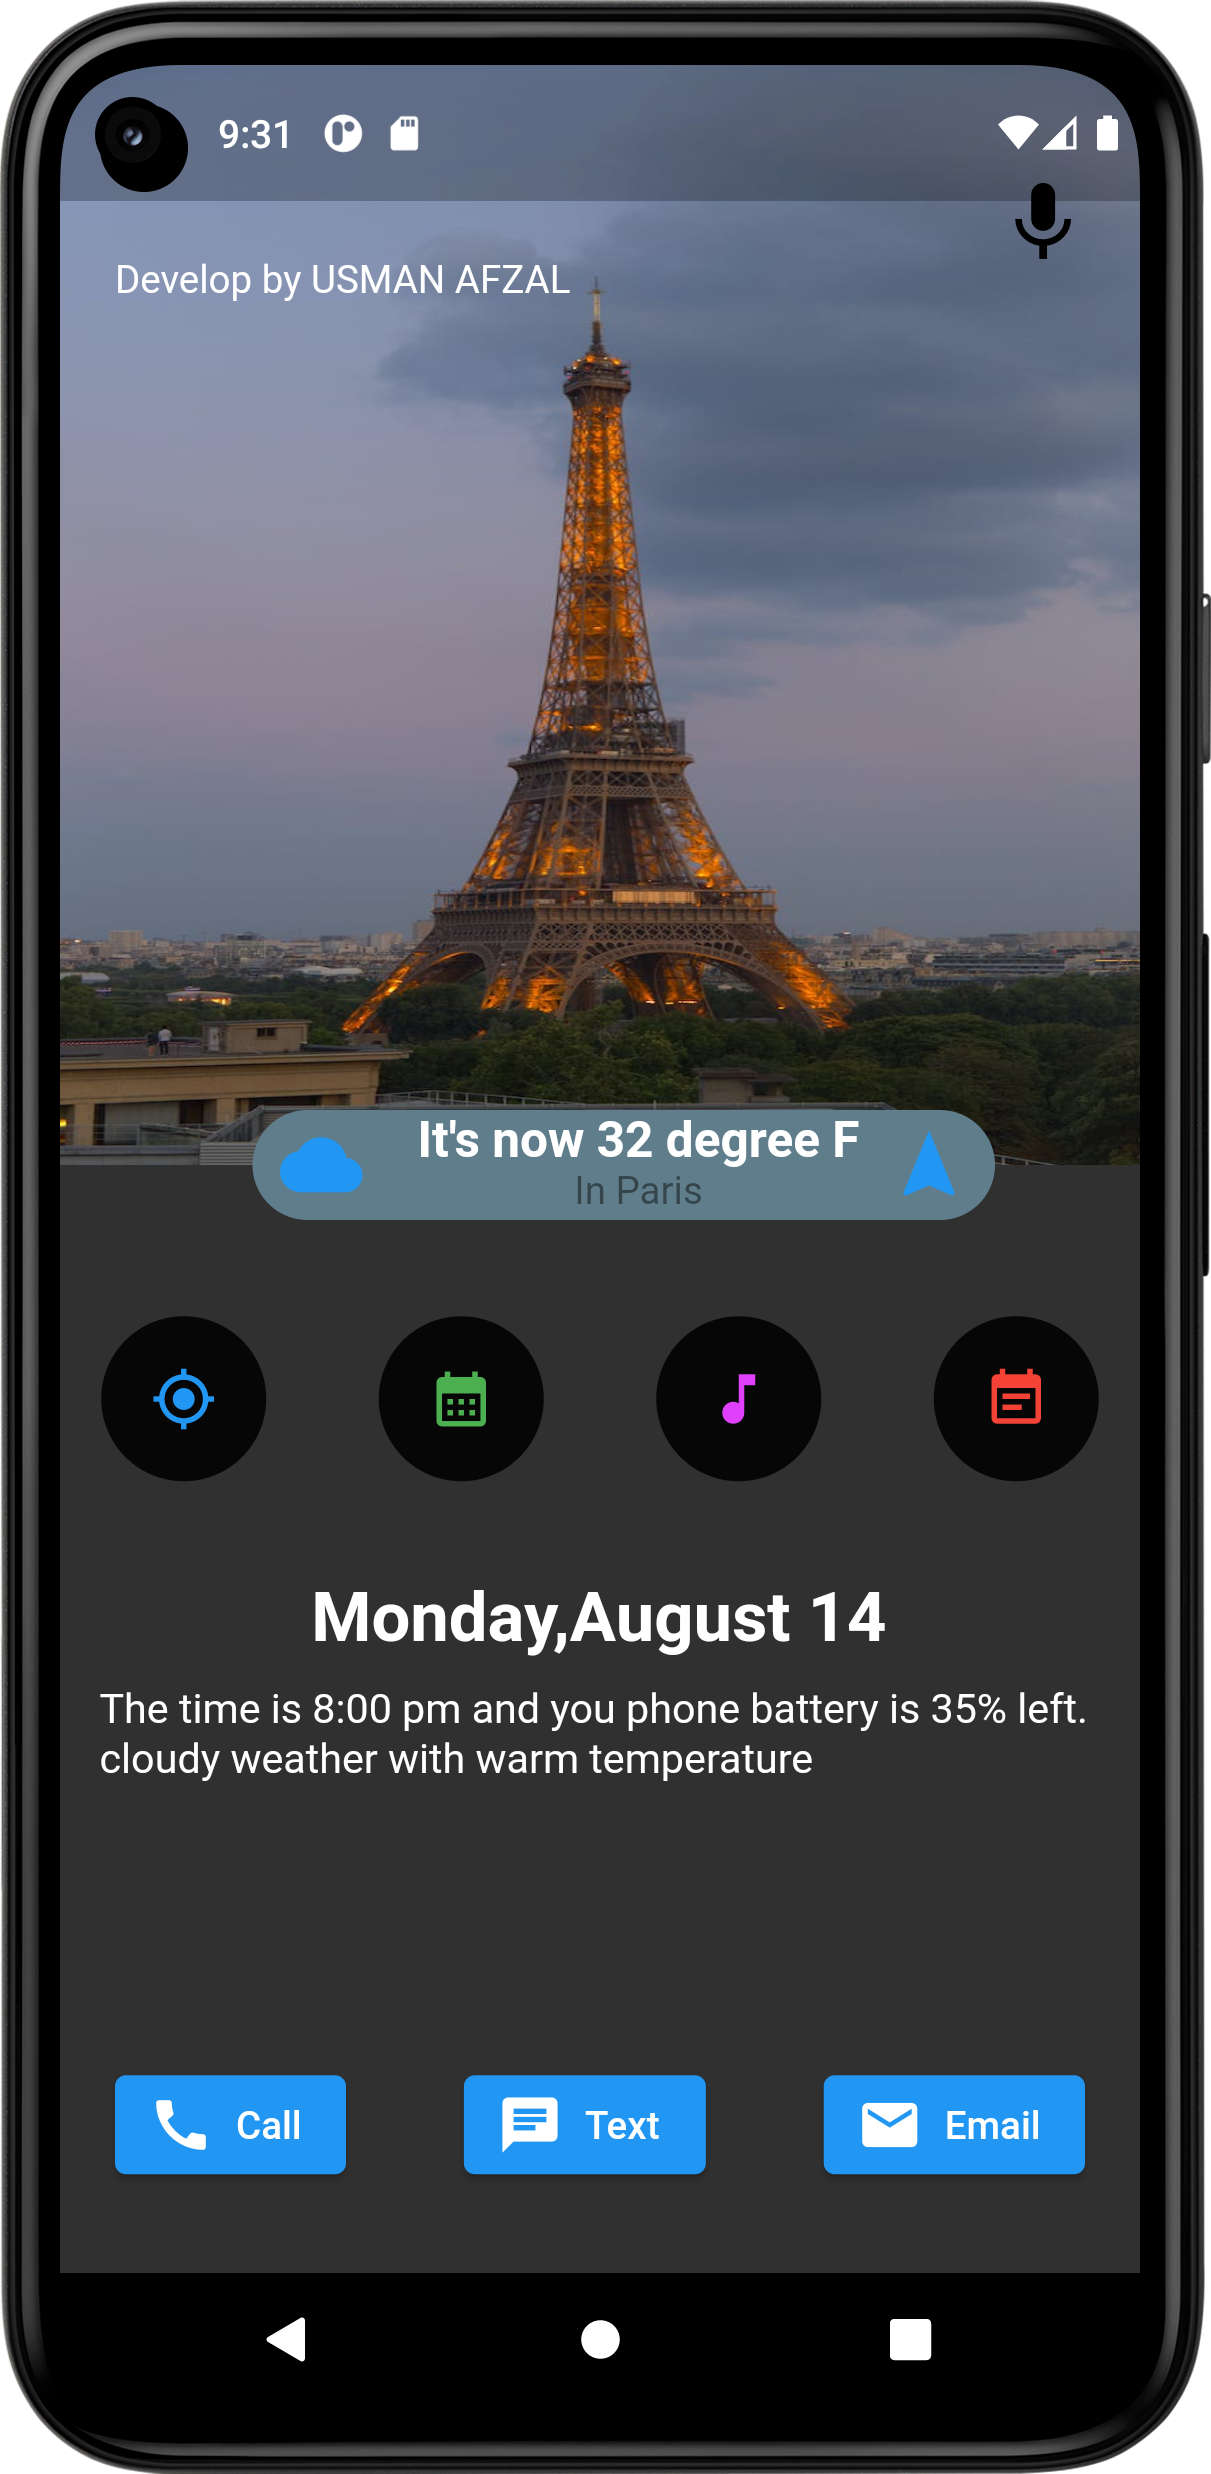 9:31
Develop by USMAN AFZAL
It's now 32 degree F
In Paris
Monday,August 14
The time is 8:00 pm and you phone battery is 35% left.
cloudy weather with warm temperature
Call
Text
Email